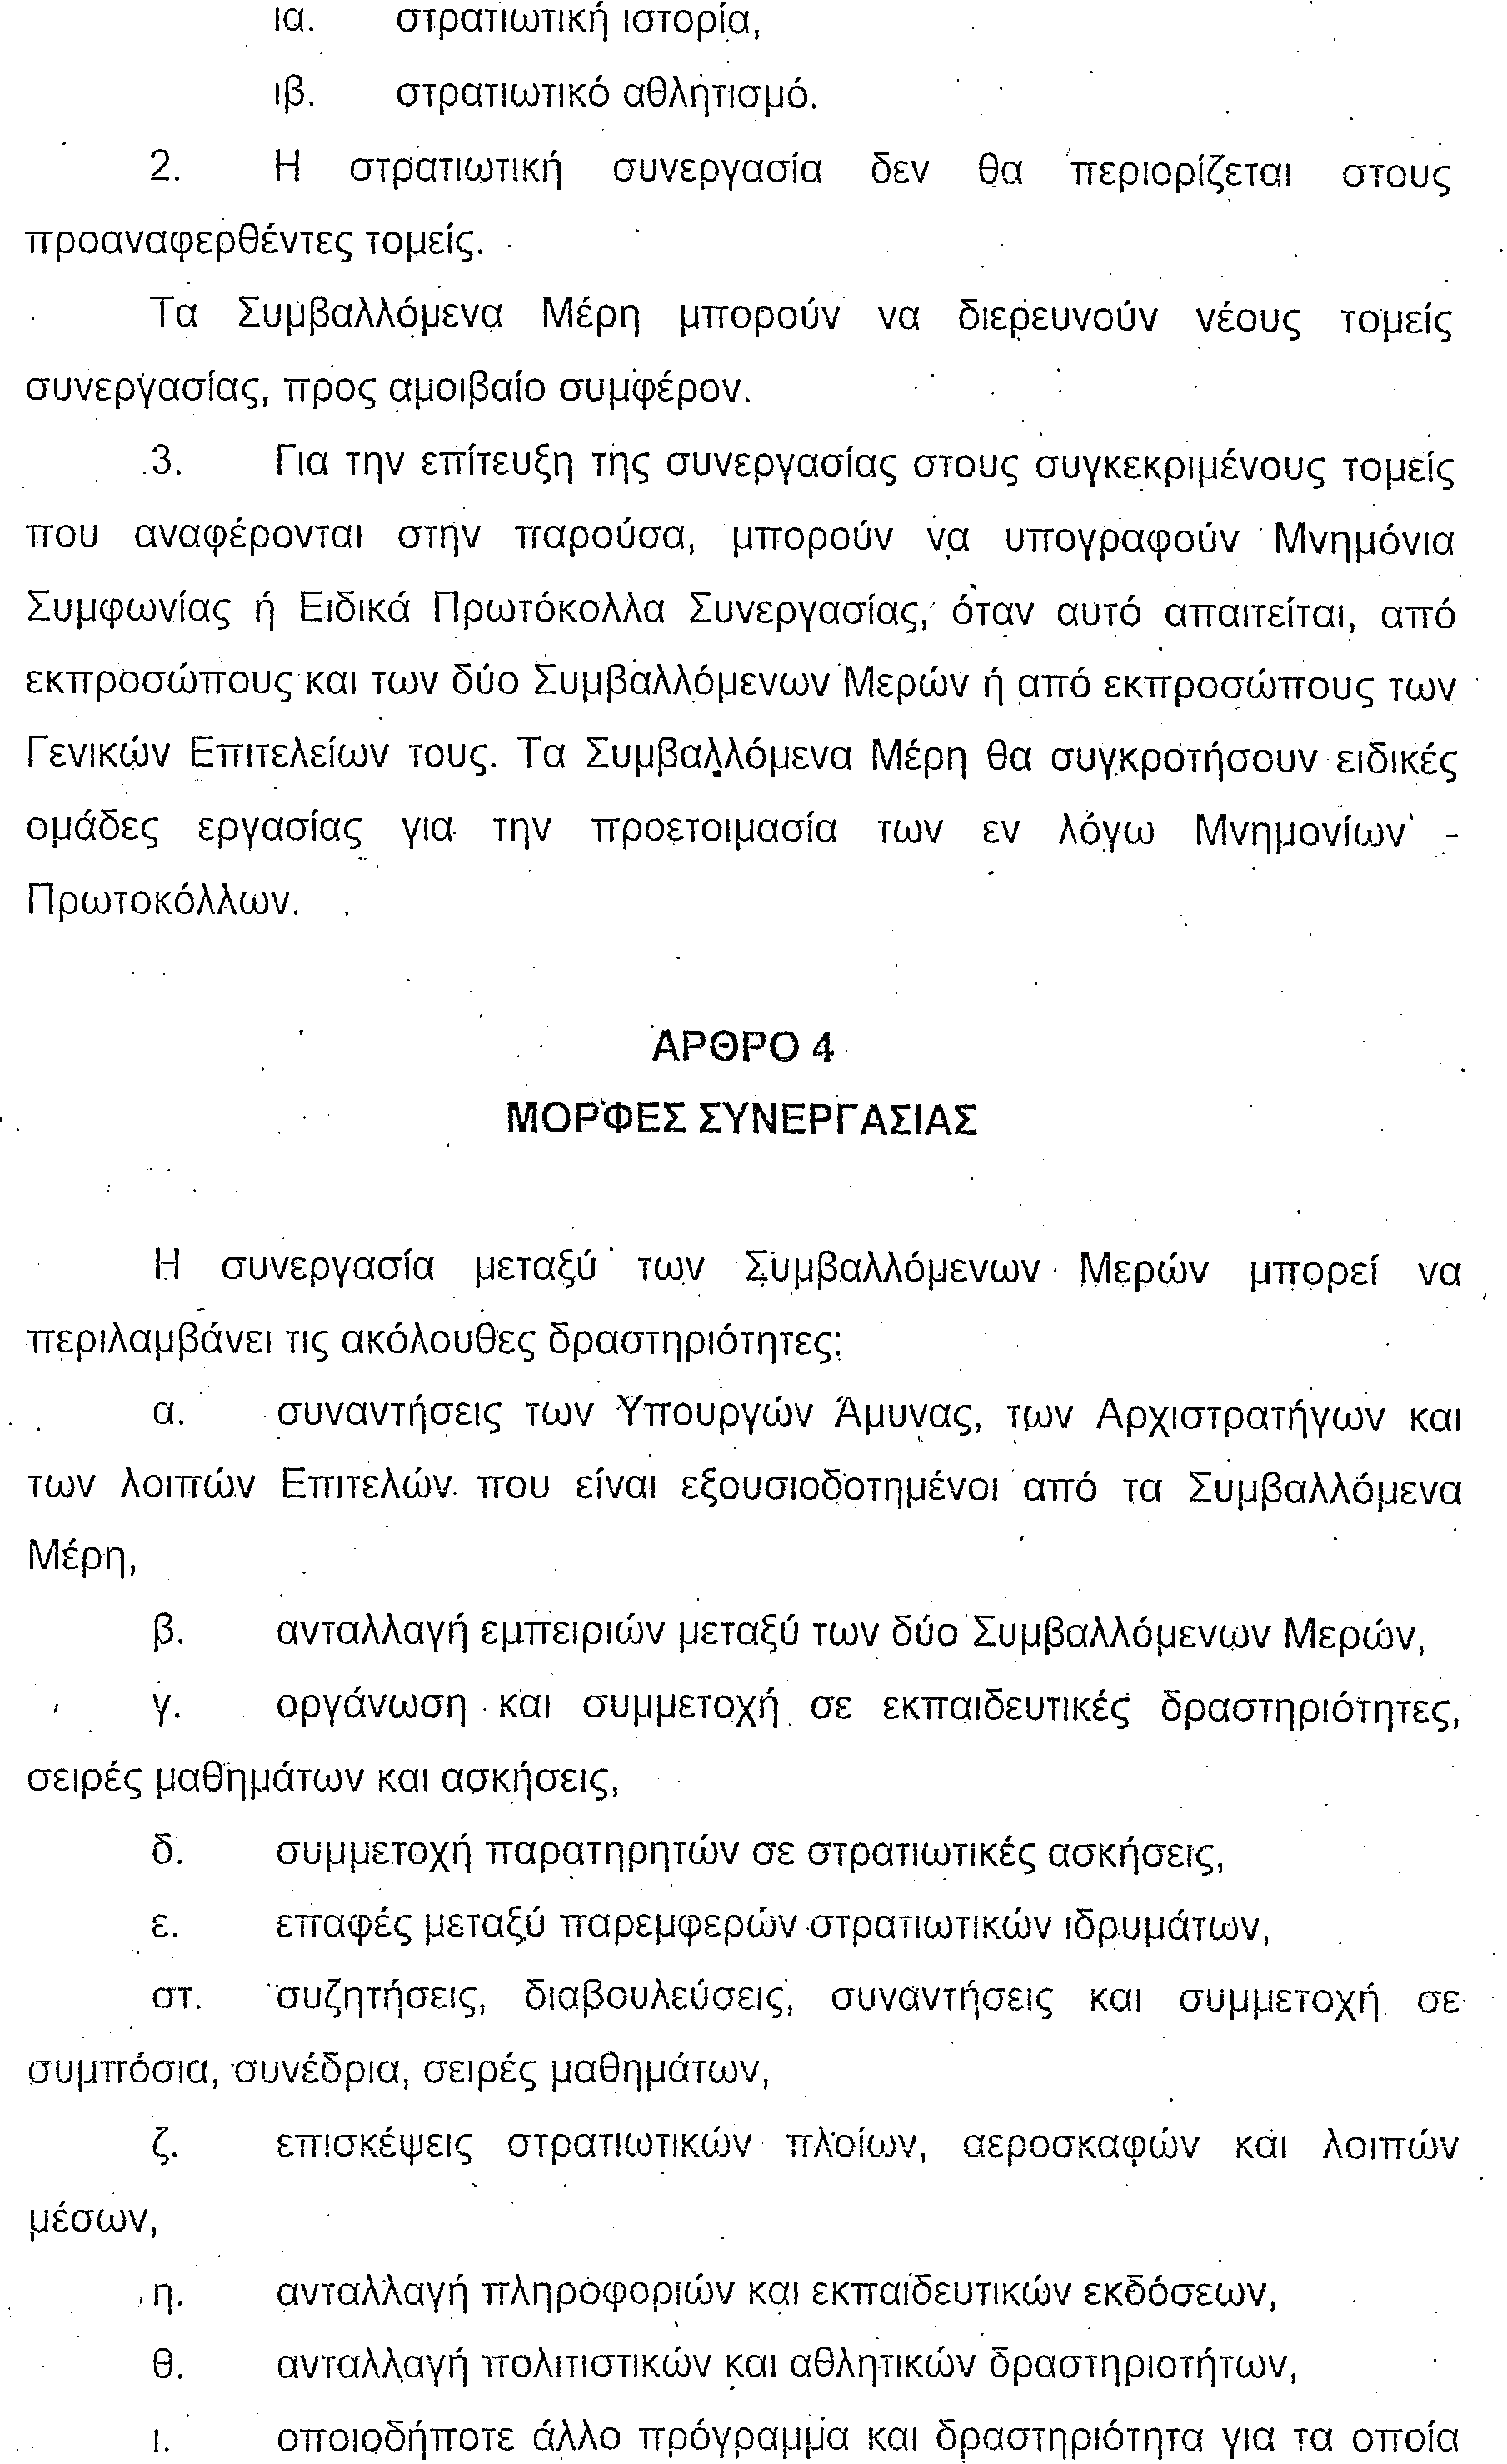 ια. στρατιωτική ιστορία,
ιβ. στρατιωτικό αθλητισμό.
2. Η στρατιωτική συνεργασία δεν θα περιορίζεται στους
προαναφερθέντες τομείς.
Τα Συμβαλλόμενα Μέρη μπορούν να διερευνούν νέους τομείς
συνεργασίας, προς αμοιβαίο συμφέρον.
3. Για την επίτευξη της συνεργασίας στους συγκεκριμένους τομείς
που αναφέρονται στην παρούσα, μπορούν να υπογραφούν Μνημόνια
Συμφωνίας ή Ειδικά Πρωτόκολλα Συνεργασίας, όταν αυτό απαιτείται, από
εκπροσώπους και των δύο Συμβαλλόμενων Μερών ή από εκπροσώπους των
Γενικών Επιτελείων τους. Τα Συμβαλλόμενα Μέρη θα συγκροτήσουν ειδικές
ομάδες εργασίας για την προετοιμασία των εν λόγω Μνημονίων -
Πρωτοκόλλων.
ΑΡΘΡΟ 4
ΜΟΡΦΕΣ ΣΥΝΕΡΓΑΣΙΑΣ
Η συνεργασία μεταξύ των Συμβαλλόμενων Μερών μπορεί να
περιλαμβάνει τις ακόλουθες δραστηριότητες:
α. συναντήσεις των Υπουργών Άμυνας, των Αρχιστρατήγων και
των λοιπών Επιτελών που είναι εξουσιοδοτημένοι από τα Συμβαλλόμενα
Μέρη,
β. ανταλλαγή εμπειριών μεταξύ των δύο Συμβαλλόμενων Μερών,
γ. οργάνωση και συμμετοχή σε εκπαιδευτικές δραστηριότητες,
σειρές μαθημάτων και ασκήσεις,
δ. συμμετοχή παρατηρητών σε στρατιωτικές ασκήσεις,
ε. επαφές μεταξύ παρεμφερών στρατιωτικών ιδρυμάτων,
στ. συζητήσεις, διαβουλεύσεις, συναντήσεις και συμμετοχή σε
συμπόσια, συνέδρια, σειρές μαθημάτων,
ζ. επισκέψεις στρατιωτικών πλοίων, αεροσκαφών και λοιπών
μέσων,
η. ανταλλαγή πληροφοριών και εκπαιδευτικών εκδόσεων,
θ. ανταλλαγή πολιτιστικών και αθλητικών δραστηριοτήτων,
ι. οποιοδήποτε άλλο πρόγραμμα και δραστηριότητα για τα οποία